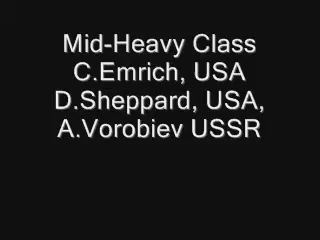 Mid-Heavy Class
C.Emrich, USA
D.Sheppard, USA,
A.Vorobiev USSR